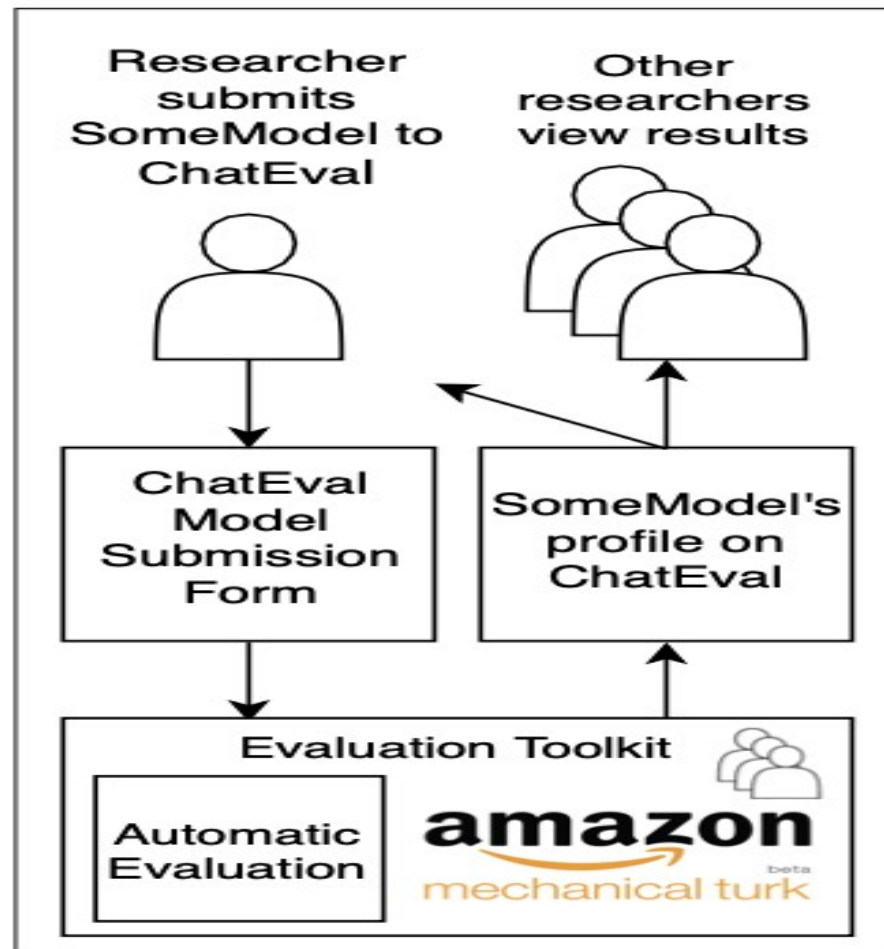 Researcher
submits
SomeModel to
ChatEval
Other
researchers
view results
ChatEval
Model
Submission
Form
SomeModel's
profile on
ChatEval
Evaluation Toolkit
Automatic
Evaluation
amazon
beta
mechanical turk